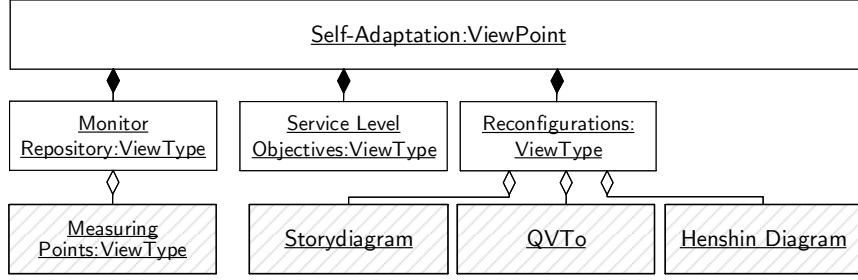 Self-Adaptation:ViewPoint
Monitor
Repository:ViewType
Service Level
Objectives:ViewType
Reconfigurations:
ViewType
Measuring
Points:ViewType
Storydiagram
QVTo
Henshin Diagram